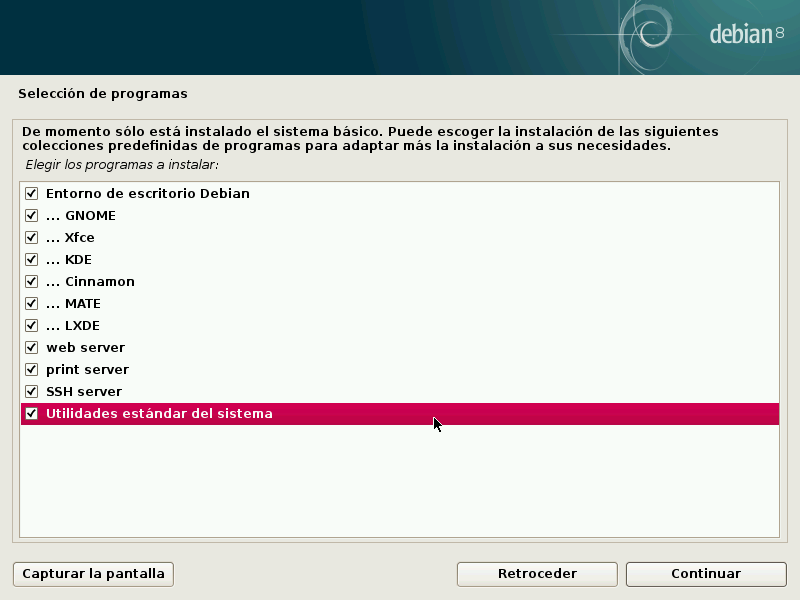 debian 8
Selección de programas
De momento sólo está instalado el sistema básico. Puede escoger la instalación de las siguientes
colecciones predefinidas de programas para adaptar más la instalación a sus necesidades.
Elegir los programas a instalar:
Entorno de escritorio Debian
... GNOME
... Xfce
... KDE
... Cinnamon
... MATE
... LXDE
web server
print server
SSH server
Utilidades estándar del sistema
Capturar la pantalla
Retroceder
Continuar